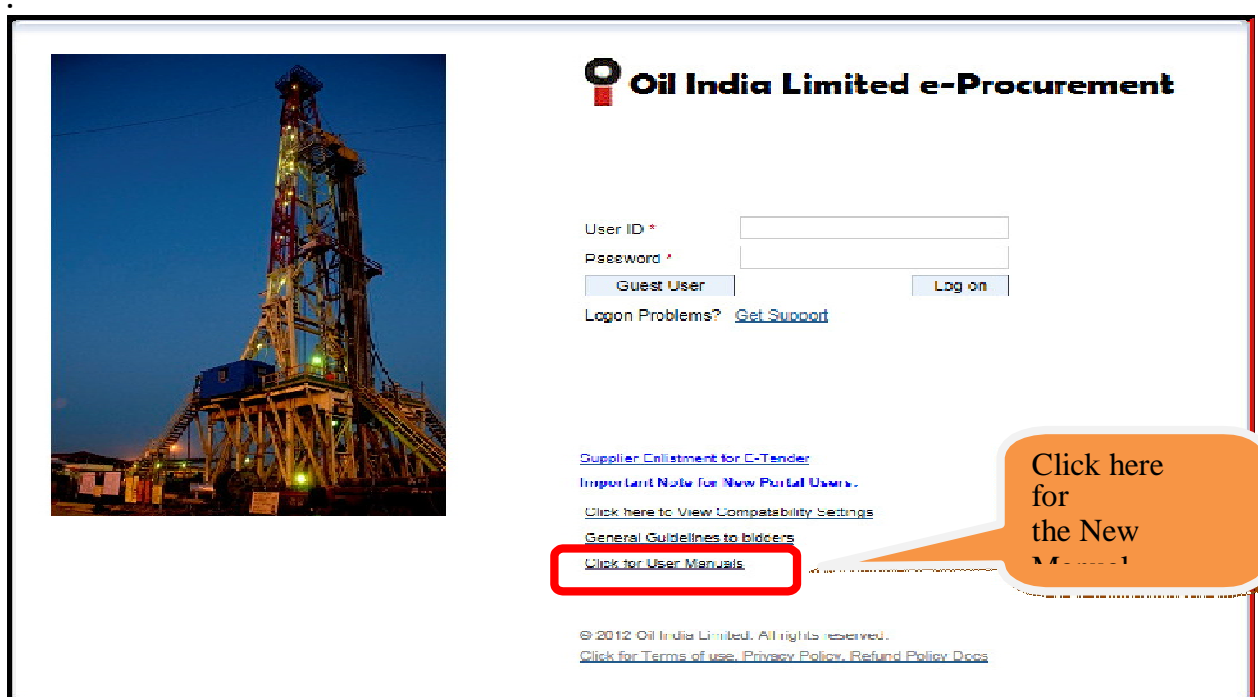 .
Oil India Limited e-Procurement
User ID *
Password *
Guest User Log on
Logon Problems? Get Support
Supplier Enlistment for E-Tender
Important Note for New Portal Users.
Click here to View Compatability Settings
General Guidelines to bidders
Click for User Manuals
Click here
for
the New
Manual
© 2012 Oil India Limited. All rights reserved.
Click for Terms of use, Privacy Policy, Refund Policy Docs